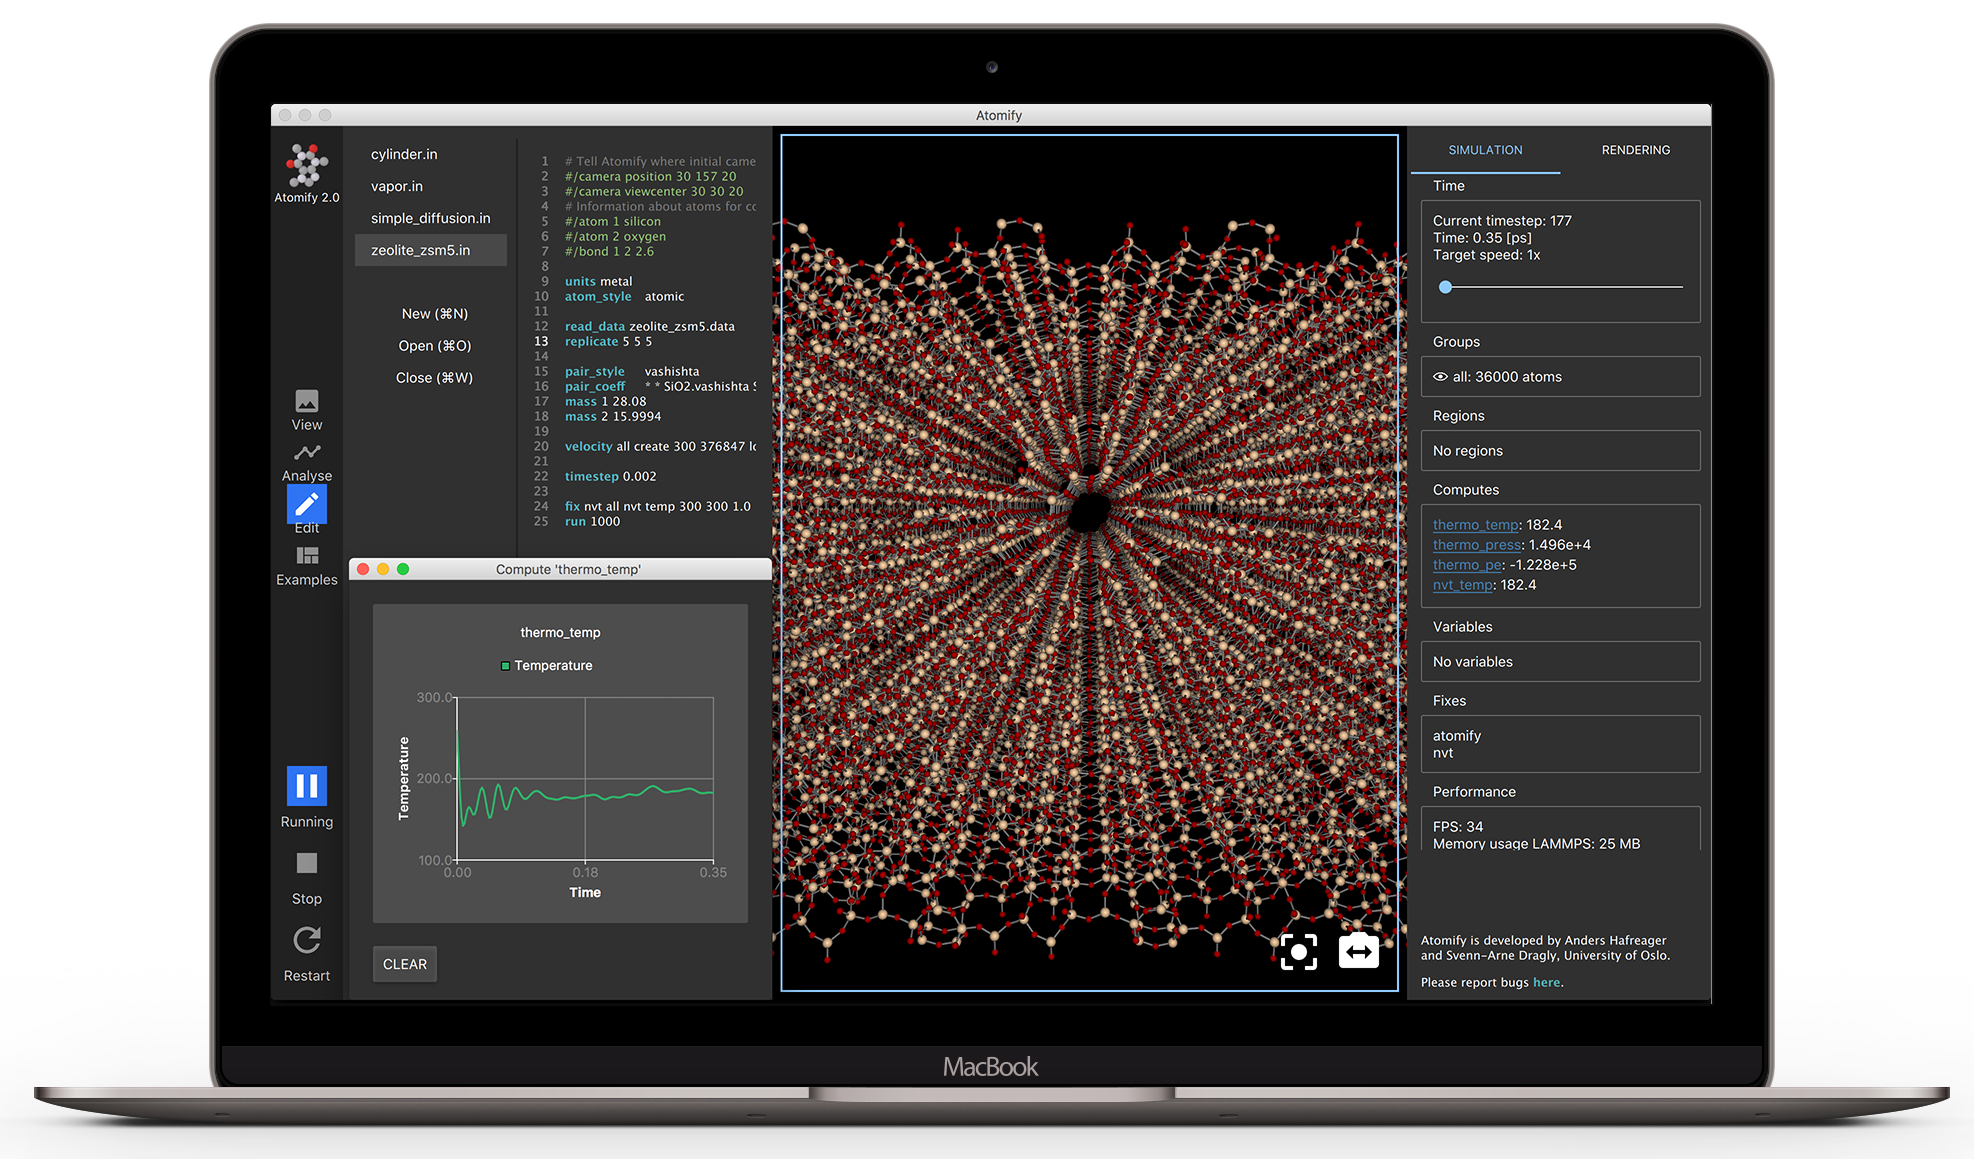 Atomify
Atomify 2.0
View
Analyse
Edit
Examples
Running
Stop
Restart
cylinder.in
vapor.in
simple_diffusion.in
zeolite_zsm5.in
New (⌘N)
Open (⌘O)
Close (⌘W)
1 # Tell Atomify where initial came
2 #/camera position 30 157 20
3 #/camera viewcenter 30 30 20
4 # Information about atoms for cc
5 #/atom 1 silicon
6 #/atom 2 oxygen
7 #/bond 1 2 2.6
8
9 units metal
10 atom_style atomic
11
12 read_data zeolite_zsm5.data
13 replicate 5 5 5
14
15 pair_style vashishta
16 pair_coeff * * SiO2.vashishta S
17 mass 1 28.08
18 mass 2 15.9994
19
20 velocity all create 300 376847 lo
21
22 timestep 0.002
23
24 fix nvt all nvt temp 300 300 1.0
25 run 1000
Compute 'thermo_temp'
thermo_temp
Temperature
Temperature
300.0
200.0
100.0
0.00 0.18 0.35
Time
CLEAR
SIMULATION RENDERING
Time
Current timestep: 177
Time: 0.35 [ps]
Target speed: 1x
Groups
all: 36000 atoms
Regions
No regions
Computes
thermo_temp: 182.4
thermo_press: 1.496e+4
thermo_pe: -1.228e+5
nvt_temp: 182.4
Variables
No variables
Fixes
atomify
nvt
Performance
FPS: 34
Memory usage LAMMPS: 25 MB
Atomify is developed by Anders Hafreager
and Svenn-Arne Dragly, University of Oslo.
Please report bugs here.
MacBook